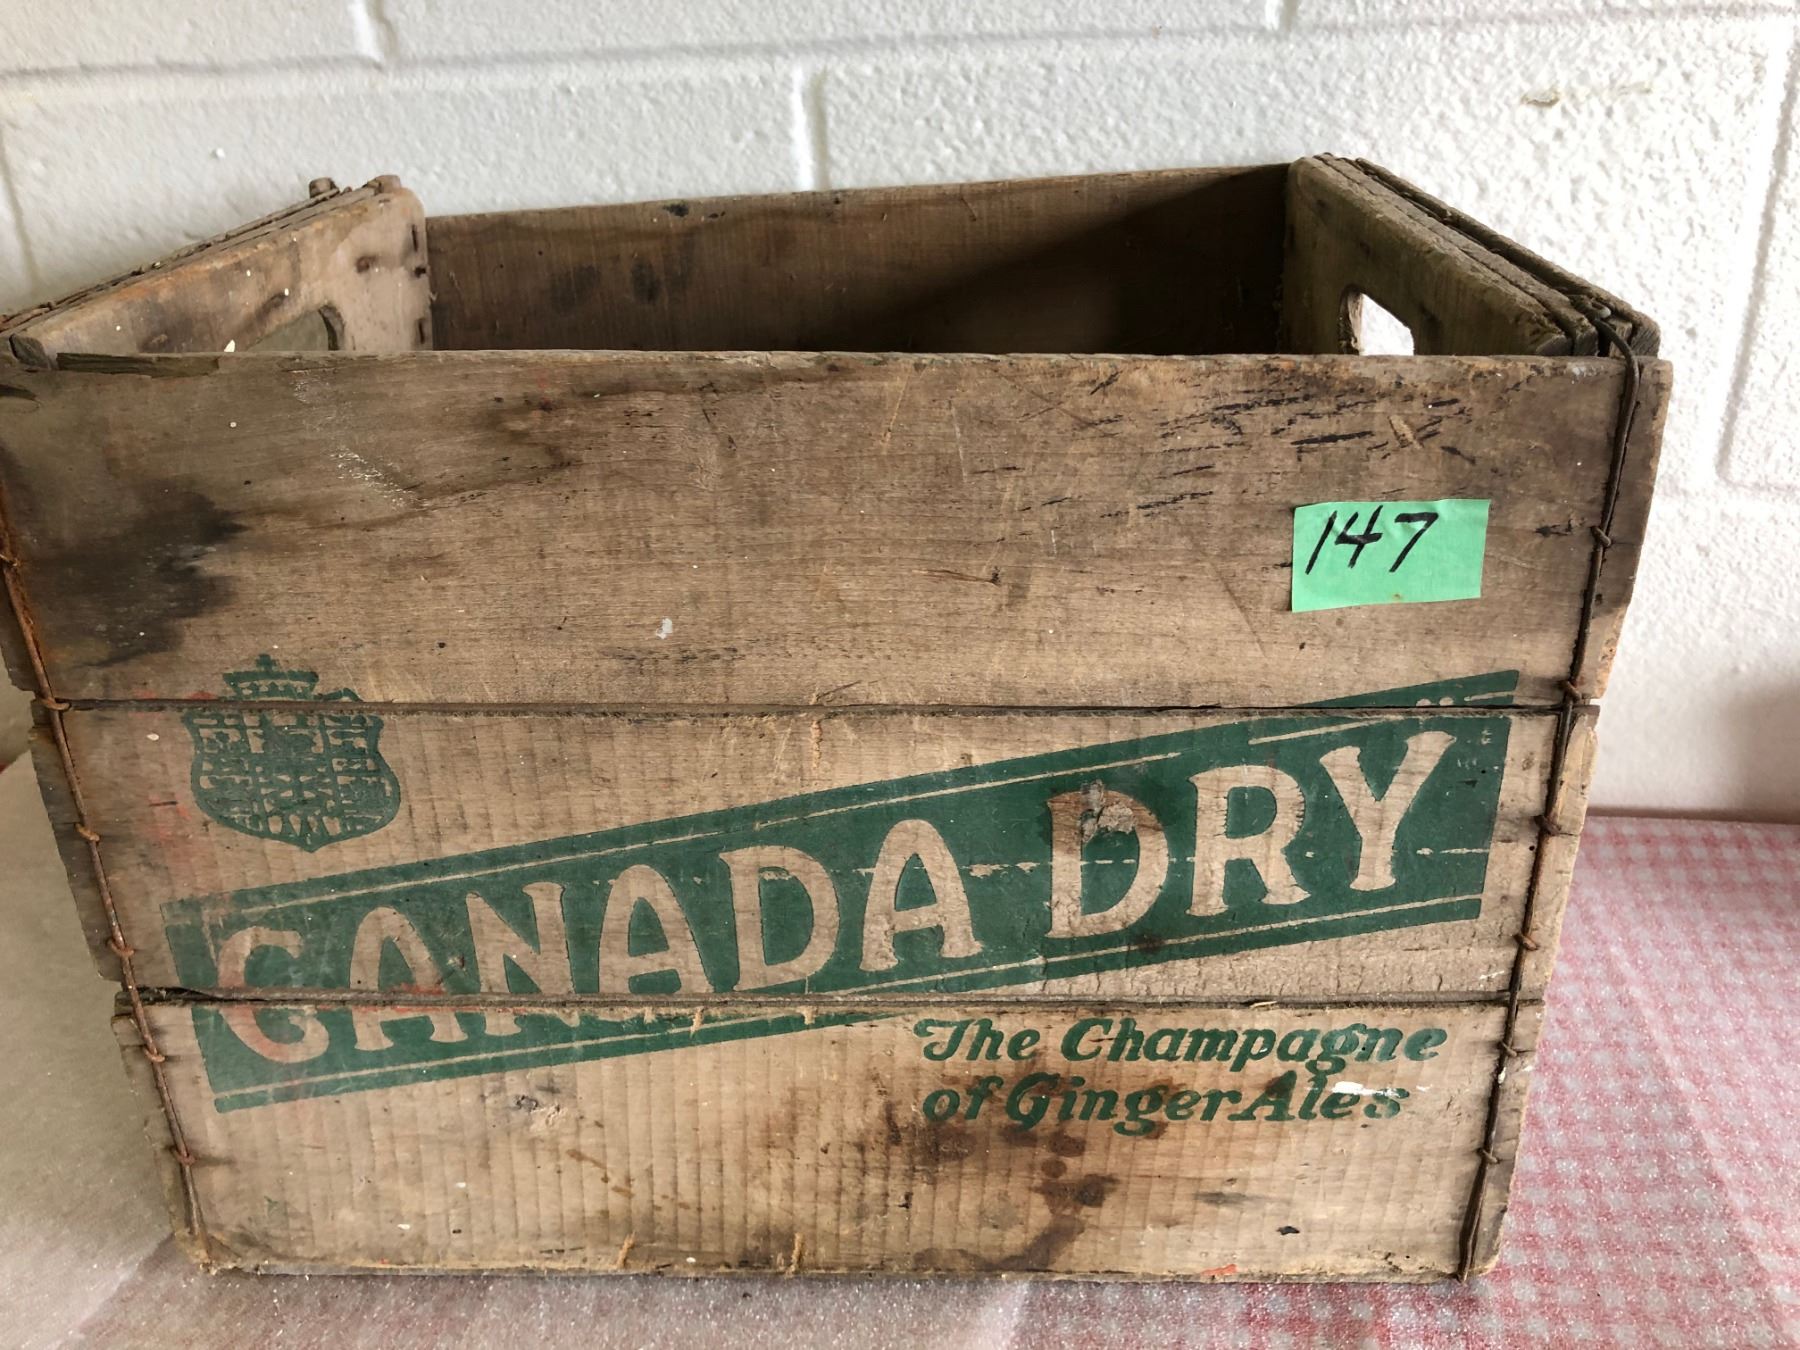 147
CANADA DRY
The Champagne
of Ginger Ales